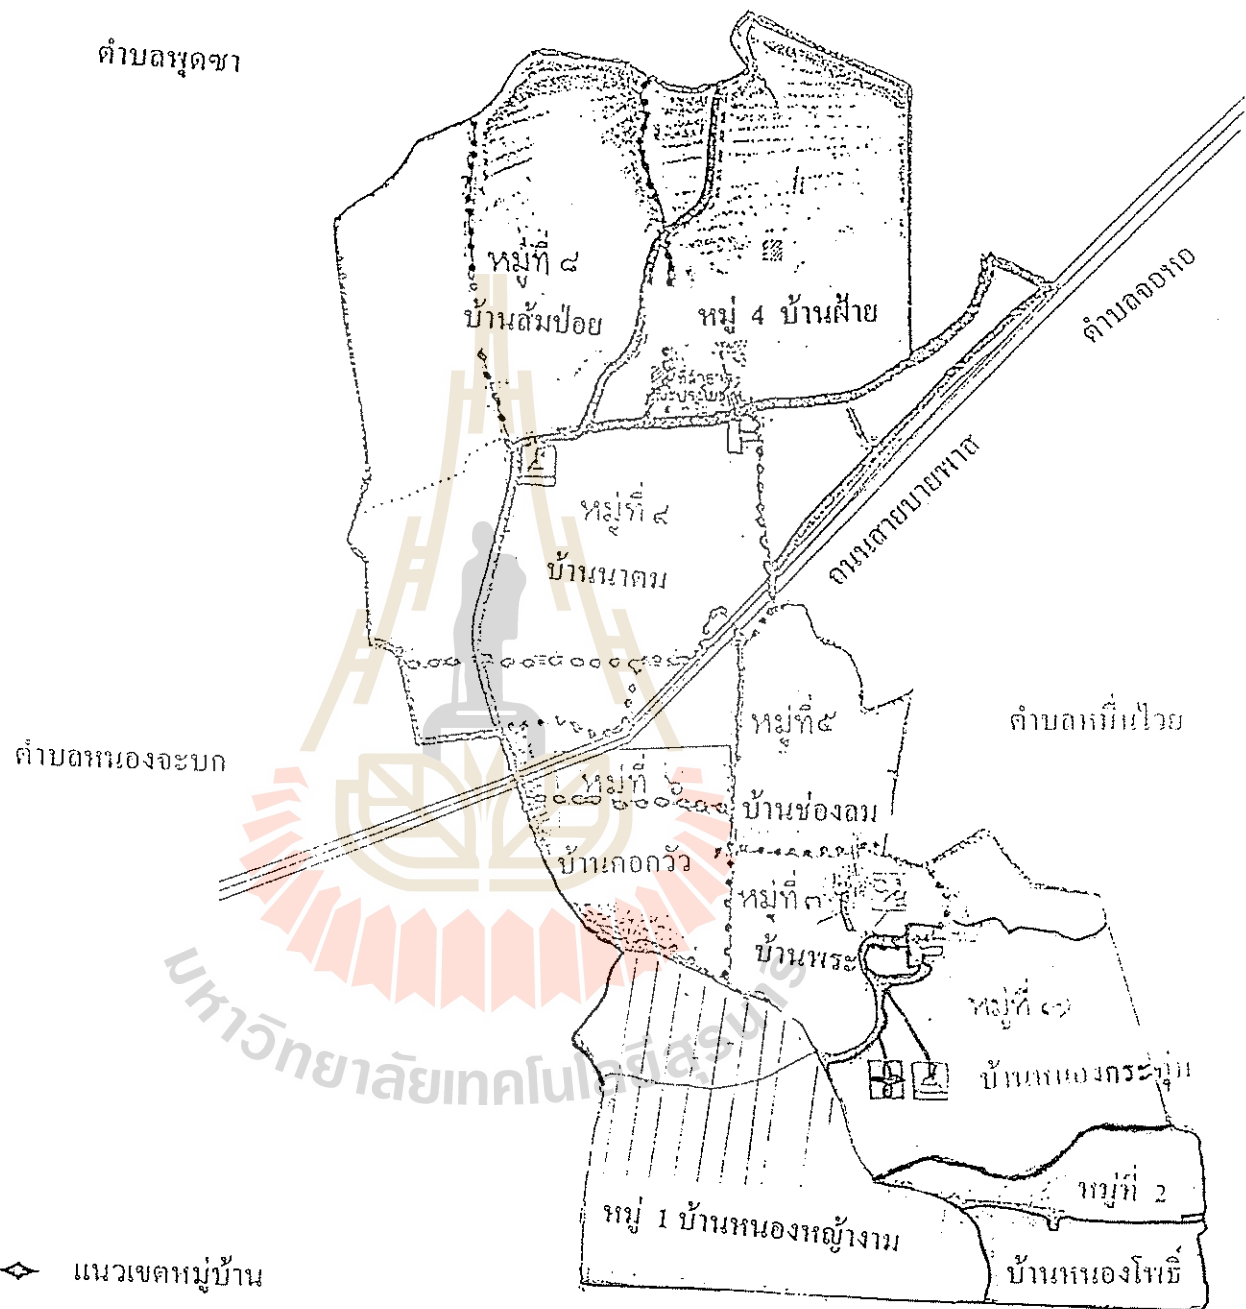 ตำบลพุดซา
หมู่ที่ ๘
บ้านส้มป่อย
หมู่ 4 บ้านฝ้าย
ตำบลจอหอ
ถนนสายบายพาส
หมู่ที่ ๙
บ้านนาตม
ตำบลหนองจะบก
หมู่ที่๕
บ้านช่องลม
ตำบลหมื่นไวย
หมู่ที่ ๖
บ้านกอกวัว
หมู่ที่๓
บ้านพระ
หมู่ที่ ๗
บ้านหนองกระทุ่ม
มหาวิทยาลัยเทคโนโลยีสุรนารี
หมู่ที่ 2
บ้านหนองโพธิ์
หมู่ 1 บ้านหนองหญ้างาม
แนวเขตหมู่บ้าน